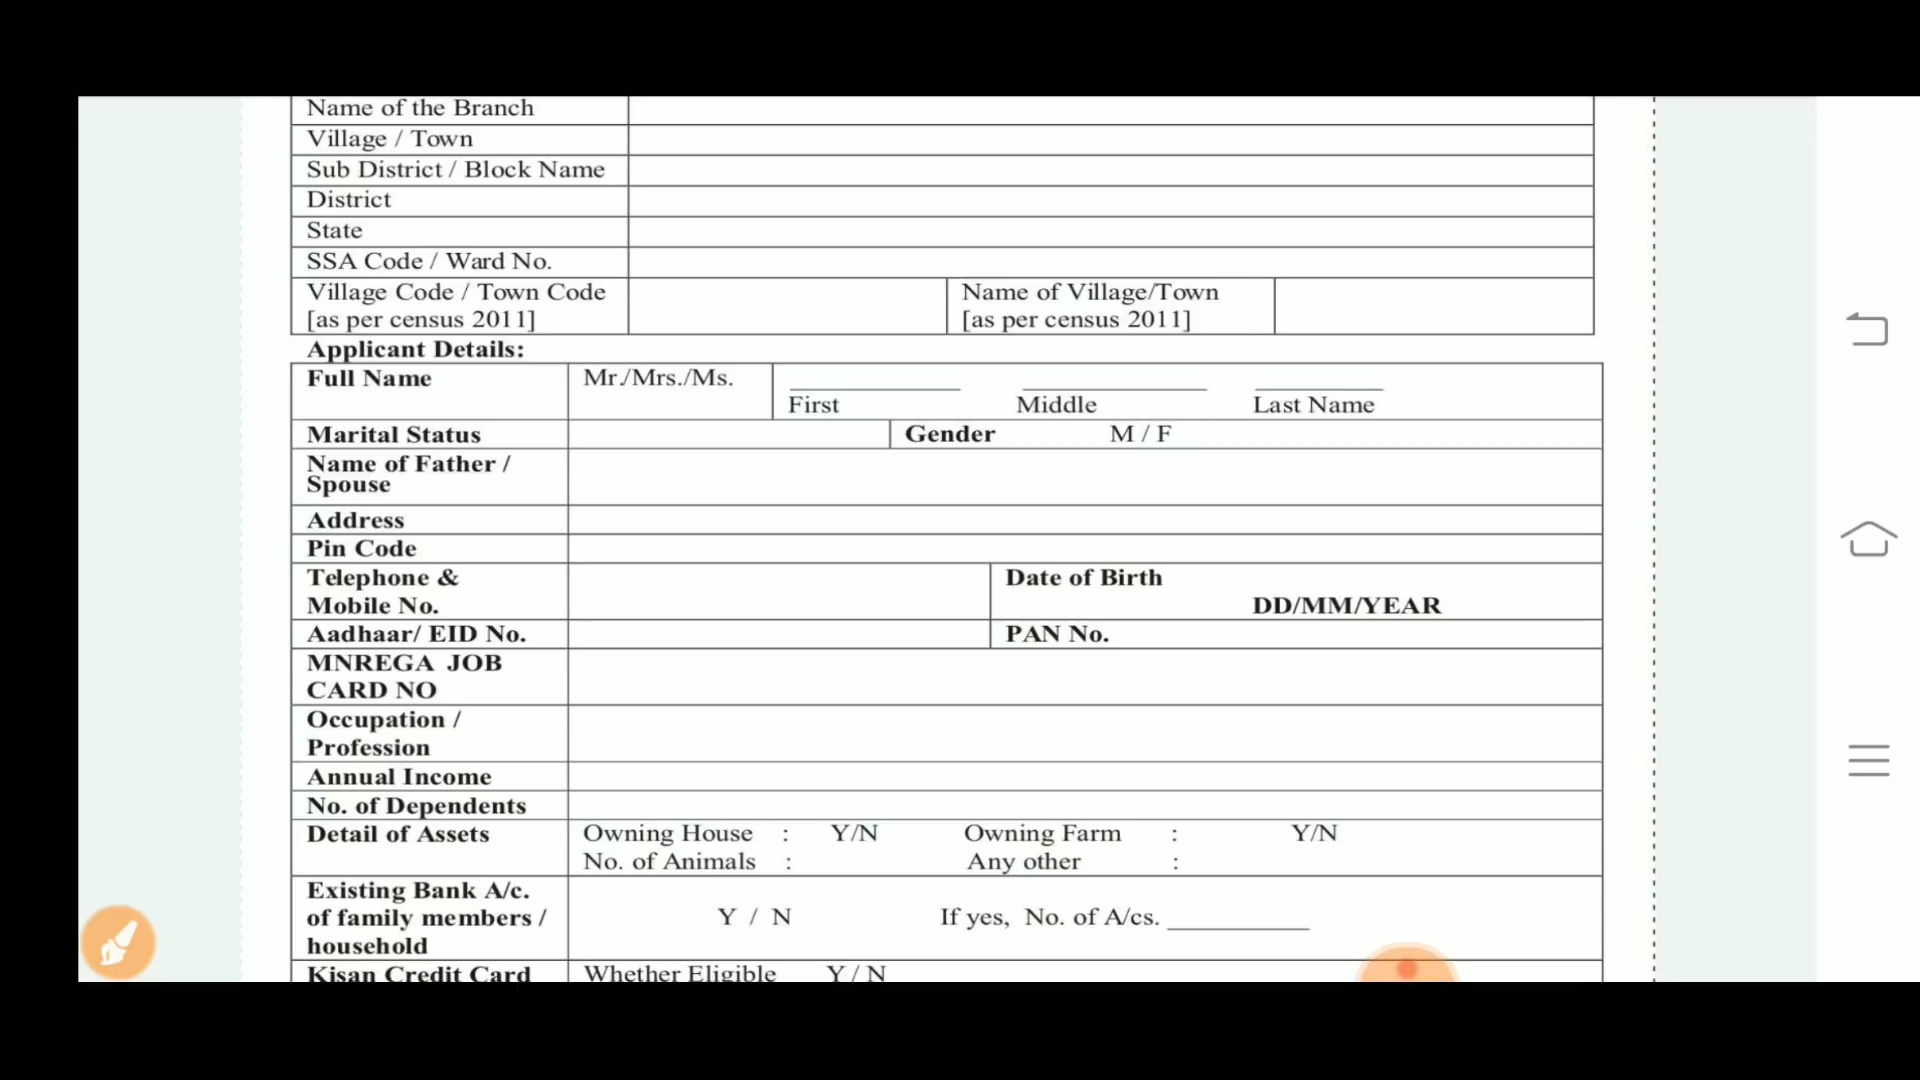 Name of the Branch
Village / Town
Sub District / Block Name
District
State
SSA Code / Ward No.
Village Code / Town Code [as per census 2011] Name of Village/Town [as per census 2011]
Applicant Details:
Full Name Mr./Mrs./Ms. ____________ ____________ __________
First Middle Last Name
Marital Status Gender M / F
Name of Father /
Spouse
Address
Pin Code
Telephone & Date of Birth
Mobile No. DD/MM/YEAR
Aadhaar/ EID No. PAN No.
MNREGA JOB
CARD NO
Occupation /
Profession
Annual Income
No. of Dependents
Detail of Assets Owning House : Y/N Owning Farm : Y/N
No. of Animals : Any other :
Existing Bank A/c.
of family members / Y / N If yes, No. of A/cs. ___________
household
Kisan Credit Card Whether Eligible Y / N